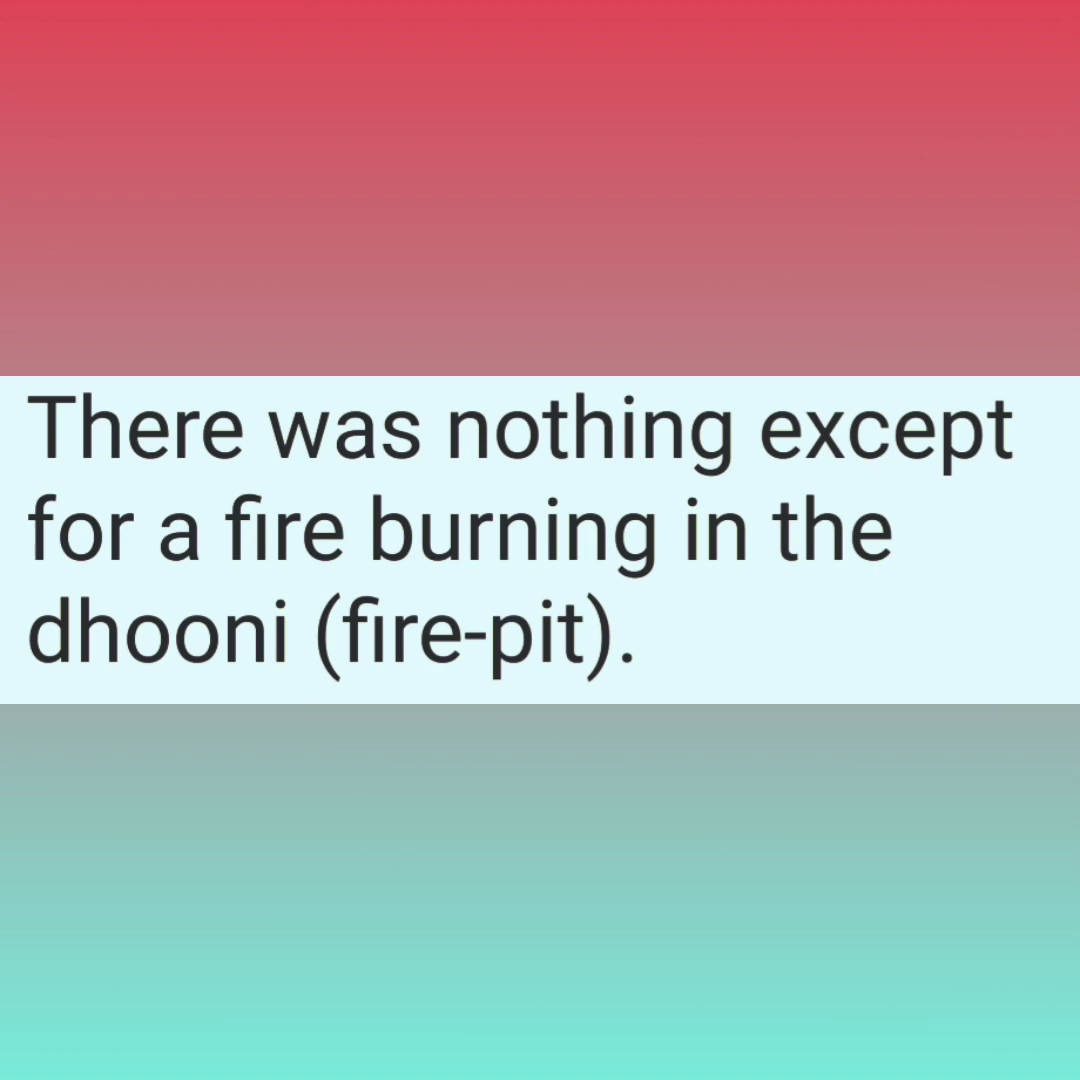 There was nothing except
for a fire burning in the
dhooni (fire-pit).